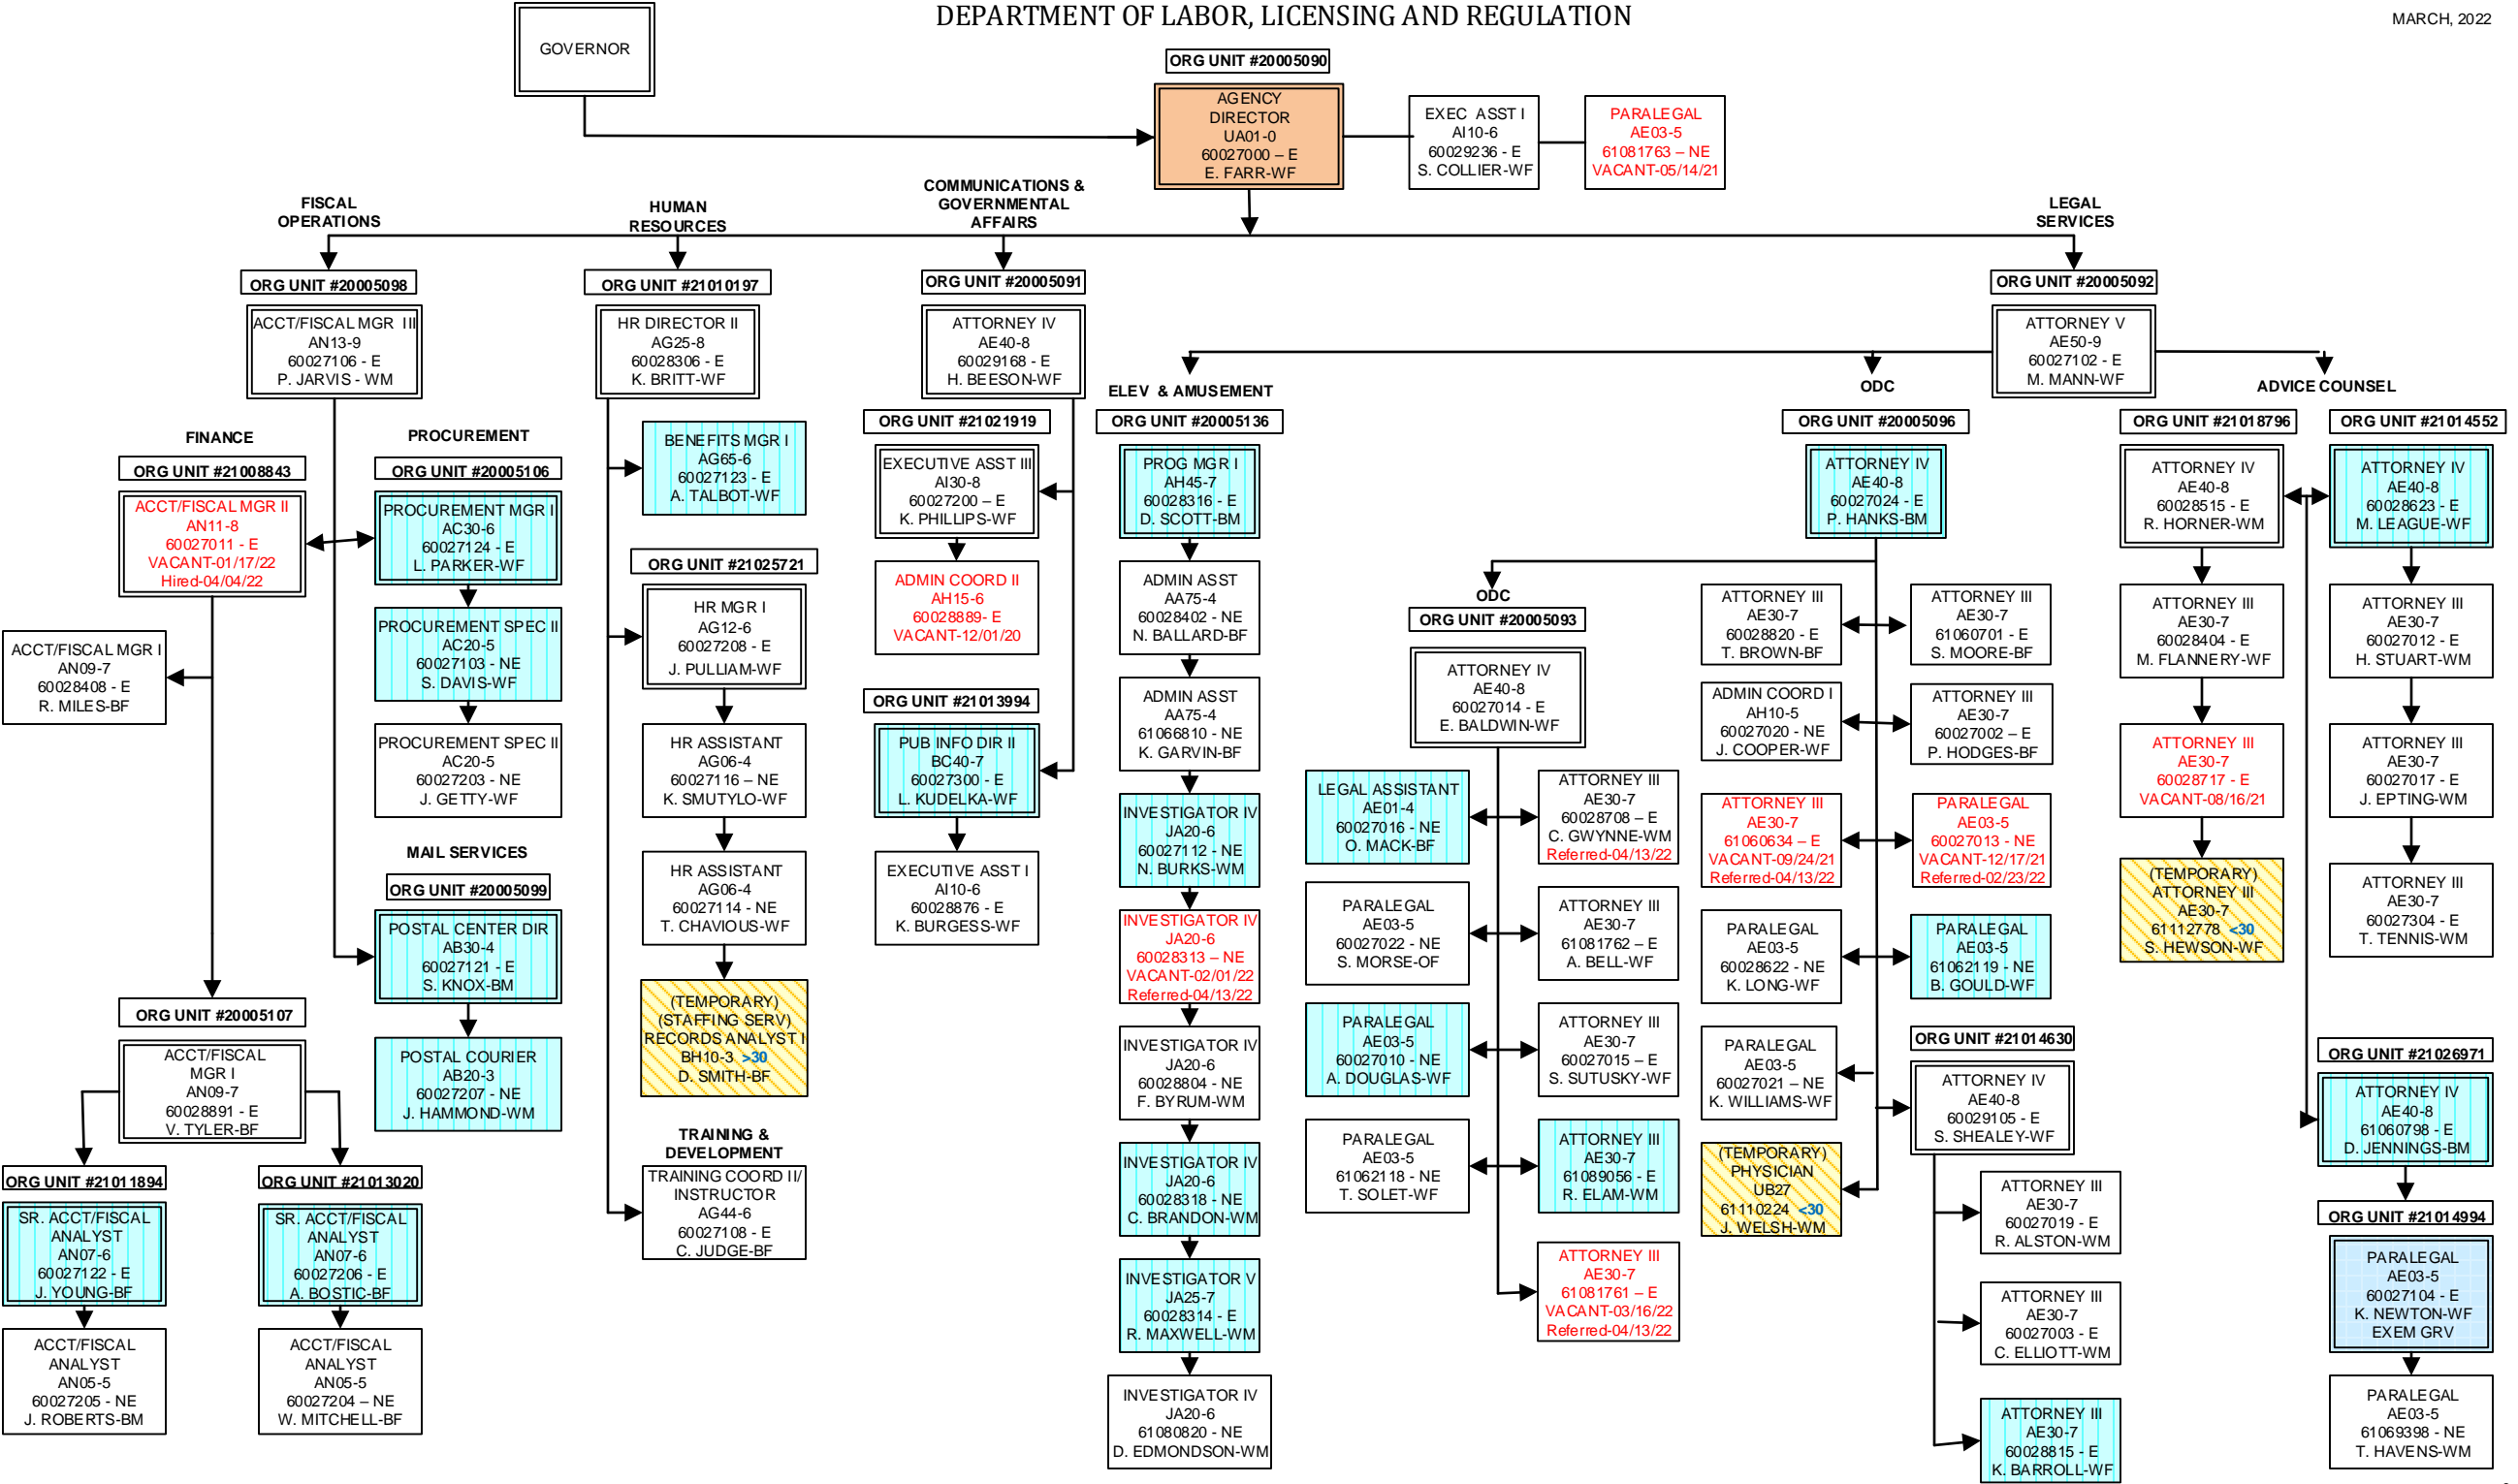 DEPARTMENT OF LABOR, LICENSING AND REGULATION
MARCH, 2022
GOVERNOR
ORG UNIT #20005090
AGENCY
DIRECTOR
UA01-0
60027000 – E
E. FARR-WF
EXEC ASST I
AI10-6
60029236 - E
S. COLLIER-WF
PARALEGAL
AE03-5
61081763 – NE
VACANT-05/14/21
FISCAL
OPERATIONS
HUMAN
RESOURCES
COMMUNICATIONS &
GOVERNMENTAL
AFFAIRS
LEGAL
SERVICES
ORG UNIT #20005098
ACCT/FISCAL MGR III
AN13-9
60027106 - E
P. JARVIS - WM
FINANCE
ORG UNIT #21008843
ACCT/FISCAL MGR II
AN11-8
60027011 - E
VACANT-01/17/22
Hired-04/04/22
ACCT/FISCAL MGR I
AN09-7
60028408 - E
R. MILES-BF
ORG UNIT #20005107
ACCT/FISCAL
MGR I
AN09-7
60028891 - E
V. TYLER-BF
ORG UNIT #21011894
SR. ACCT/FISCAL
ANALYST
AN07-6
60027122 - E
J. YOUNG-BF
ACCT/FISCAL
ANALYST
AN05-5
60027205 - NE
J. ROBERTS-BM
ORG UNIT #21013020
SR. ACCT/FISCAL
ANALYST
AN07-6
60027206 - E
A. BOSTIC-BF
ACCT/FISCAL
ANALYST
AN05-5
60027204 – NE
W. MITCHELL-BF
PROCUREMENT
ORG UNIT #20005106
PROCUREMENT MGR I
AC30-6
60027124 - E
L. PARKER-WF
PROCUREMENT SPEC II
AC20-5
60027103 - NE
S. DAVIS-WF
PROCUREMENT SPEC II
AC20-5
60027203 - NE
J. GETTY-WF
MAIL SERVICES
ORG UNIT #20005099
POSTAL CENTER DIR
AB30-4
60027121 - E
S. KNOX-BM
POSTAL COURIER
AB20-3
60027207 - NE
J. HAMMOND-WM
ORG UNIT #21010197
HR DIRECTOR II
AG25-8
60028306 - E
K. BRITT-WF
BENEFITS MGR I
AG65-6
60027123 - E
A. TALBOT-WF
ORG UNIT #21025721
HR MGR I
AG12-6
60027208 - E
J. PULLIAM-WF
HR ASSISTANT
AG06-4
60027116 – NE
K. SMUTYLO-WF
HR ASSISTANT
AG06-4
60027114 - NE
T. CHAVIOUS-WF
(TEMPORARY)
(STAFFING SERV)
RECORDS ANALYST I
BH10-3 >30
D. SMITH-BF
TRAINING &
DEVELOPMENT
TRAINING COORD II/
INSTRUCTOR
AG44-6
60027108 - E
C. JUDGE-BF
ORG UNIT #20005091
ATTORNEY IV
AE40-8
60029168 - E
H. BEESON-WF
ORG UNIT #21021919
EXECUTIVE ASST III
AI30-8
60027200 – E
K. PHILLIPS-WF
ADMIN COORD II
AH15-6
60028889- E
VACANT-12/01/20
ORG UNIT #21013994
PUB INFO DIR II
BC40-7
60027300 - E
L. KUDELKA-WF
EXECUTIVE ASST I
AI10-6
60028876 - E
K. BURGESS-WF
ORG UNIT #20005092
ATTORNEY V
AE50-9
60027102 - E
M. MANN-WF
ELEV & AMUSEMENT
ORG UNIT #20005136
PROG MGR I
AH45-7
60028316 - E
D. SCOTT-BM
ADMIN ASST
AA75-4
60028402 - NE
N. BALLARD-BF
ADMIN ASST
AA75-4
61066810 - NE
K. GARVIN-BF
INVESTIGATOR IV
JA20-6
60027112 - NE
N. BURKS-WM
INVESTIGATOR IV
JA20-6
60028313 – NE
VACANT-02/01/22
Referred-04/13/22
INVESTIGATOR IV
JA20-6
60028804 - NE
F. BYRUM-WM
INVESTIGATOR IV
JA20-6
60028318 - NE
C. BRANDON-WM
INVESTIGATOR V
JA25-7
60028314 - E
R. MAXWELL-WM
INVESTIGATOR IV
JA20-6
61080820 - NE
D. EDMONDSON-WM
ODC
ORG UNIT #20005096
ATTORNEY IV
AE40-8
60027024 - E
P. HANKS-BM
ODC
ORG UNIT #20005093
ATTORNEY IV
AE40-8
60027014 - E
E. BALDWIN-WF
LEGAL ASSISTANT
AE01-4
60027016 - NE
O. MACK-BF
ATTORNEY III
AE30-7
60028708 – E
C. GWYNNE-WM
Referred-04/13/22
PARALEGAL
AE03-5
60027022 - NE
S. MORSE-OF
ATTORNEY III
AE30-7
61081762 – E
A. BELL-WF
PARALEGAL
AE03-5
60027010 - NE
A. DOUGLAS-WF
ATTORNEY III
AE30-7
60027015 – E
S. SUTUSKY-WF
PARALEGAL
AE03-5
61062118 - NE
T. SOLET-WF
ATTORNEY III
AE30-7
61089056 - E
R. ELAM-WM
ATTORNEY III
AE30-7
61081761 – E
VACANT-03/16/22
Referred-04/13/22
ATTORNEY III
AE30-7
60028820 - E
T. BROWN-BF
ATTORNEY III
AE30-7
61060701 - E
S. MOORE-BF
ADMIN COORD I
AH10-5
60027020 - NE
J. COOPER-WF
ATTORNEY III
AE30-7
60027002 – E
P. HODGES-BF
ATTORNEY III
AE30-7
61060634 – E
VACANT-09/24/21
Referred-04/13/22
PARALEGAL
AE03-5
60027013 - NE
VACANT-12/17/21
Referred-02/23/22
PARALEGAL
AE03-5
60028622 - NE
K. LONG-WF
PARALEGAL
AE03-5
61062119 - NE
B. GOULD-WF
PARALEGAL
AE03-5
60027021 – NE
K. WILLIAMS-WF
(TEMPORARY)
PHYSICIAN
UB27
61110224 <30
J. WELSH-WM
ORG UNIT #21014630
ATTORNEY IV
AE40-8
60029105 - E
S. SHEALEY-WF
ATTORNEY III
AE30-7
60027019 - E
R. ALSTON-WM
ATTORNEY III
AE30-7
60027003 - E
C. ELLIOTT-WM
ATTORNEY III
AE30-7
60028815 - E
K. BARROLL-WF
ADVICE COUNSEL
ORG UNIT #21018796
ATTORNEY IV
AE40-8
60028515 - E
R. HORNER-WM
ATTORNEY III
AE30-7
60028404 - E
M. FLANNERY-WF
ATTORNEY III
AE30-7
60028717 - E
VACANT-08/16/21
(TEMPORARY)
ATTORNEY III
AE30-7
61112778 <30
S. HEWSON-WF
ORG UNIT #21014552
ATTORNEY IV
AE40-8
60028623 - E
M. LEAGUE-WF
ATTORNEY III
AE30-7
60027012 - E
H. STUART-WM
ATTORNEY III
AE30-7
60027017 - E
J. EPTING-WM
ATTORNEY III
AE30-7
60027304 - E
T. TENNIS-WM
ORG UNIT #21026971
ATTORNEY IV
AE40-8
61060798 - E
D. JENNINGS-BM
ORG UNIT #21014994
PARALEGAL
AE03-5
60027104 - E
K. NEWTON-WF
EXEM GRV
PARALEGAL
AE03-5
61069398 - NE
T. HAVENS-WM